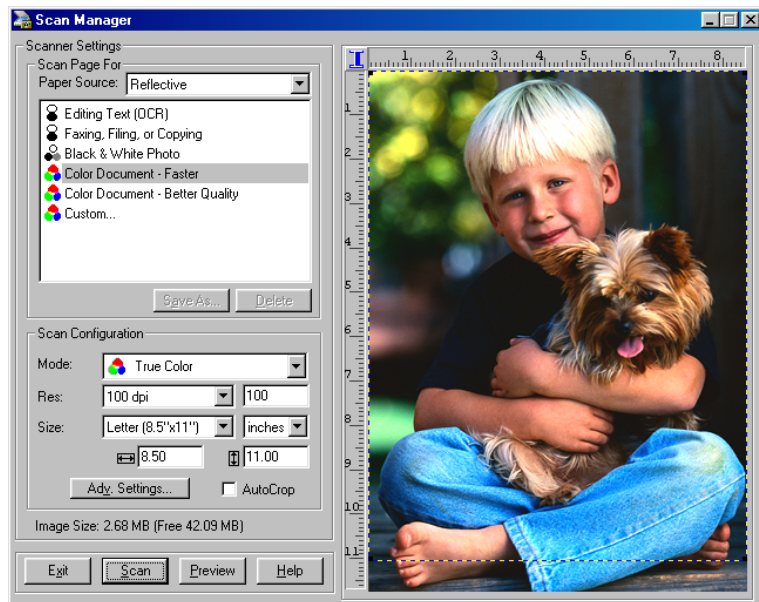 Scan Manager
Scanner Settings
Scan Page For
Paper Source: Reflective
Editing Text (OCR)
Faxing, Filing, or Copying
Black & White Photo
Color Document - Faster
Color Document - Better Quality
Custom...
Save As... Delete
Scan Configuration
Mode: True Color
Res: 100 dpi 100
Size: Letter (8.5"x11") inches
8.50 11.00
Adv. Settings... AutoCrop
Image Size: 2.68 MB (Free 42.09 MB)
Exit Scan Preview Help
1 2 3 4 5 6 7 8
1
2
3
4
5
6
7
8
9
10
11